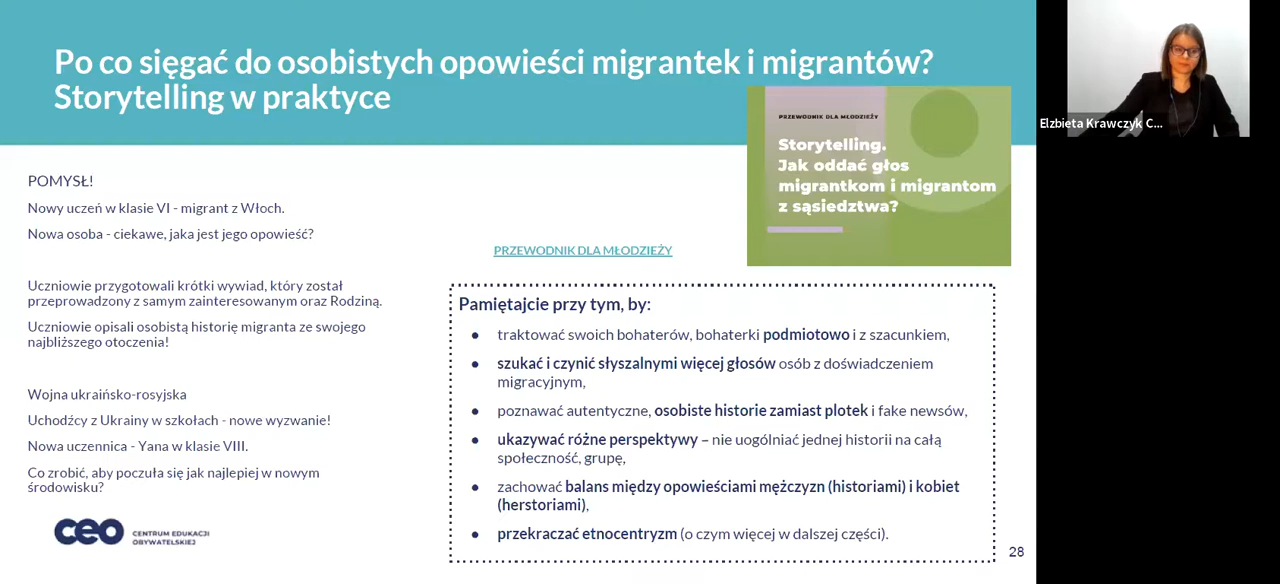 Po co sięgać do osobistych opowieści migrantek i migrantów?
Storytelling w praktyce
PRZEWODNIK DLA MŁODZIEŻY
Storytelling.
Jak oddać głos
migrantkom i migrantom
z sąsiedztwa?
Elzbieta Krawczyk C...
POMYSŁ!
Nowy uczeń w klasie VI - migrant z Włoch.
Nowa osoba - ciekawe, jaka jest jego opowieść?
Uczniowie przygotowali krótki wywiad, który został
przeprowadzony z samym zainteresowanym oraz Rodziną.
Uczniowie opisali osobistą historię migranta ze swojego
najbliższego otoczenia!
Wojna ukraińsko-rosyjska
Uchodźcy z Ukrainy w szkołach - nowe wyzwanie!
Nowa uczennica - Yana w klasie VIII.
Co zrobić, aby poczuła się jak najlepiej w nowym
środowisku?
PRZEWODNIK DLA MŁODZIEŻY
Pamiętajcie przy tym, by:
● traktować swoich bohaterów, bohaterki podmiotowo i z szacunkiem,
● szukać i czynić słyszalnymi więcej głosów osób z doświadczeniem
migracyjnym,
● poznawać autentyczne, osobiste historie zamiast plotek i fake newsów,
● ukazywać różne perspektywy – nie uogólniać jednej historii na całą
społeczność, grupę,
● zachować balans między opowieściami mężczyzn (historiami) i kobiet
(herstoriami),
● przekraczać etnocentryzm (o czym więcej w dalszej części).
ceo CENTRUM EDUKACJI
OBYWATELSKIEJ
28